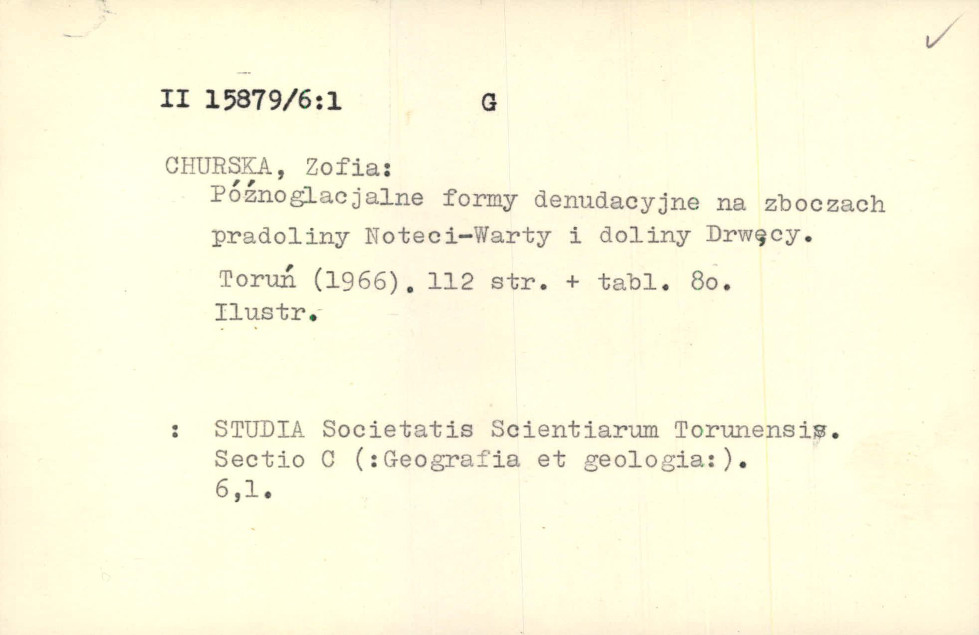 II 15879/6:1 G
CHURSKA, Zofia:
Późnoglacjalne formy denudacyjne na zboczach
pradoliny Noteci-Warty i doliny Drwęcy.
Toruń (1966). 112 str. + tabl. 8o.
Ilustr.
: STUDIA Societatis Scientiarum Torunensis.
Sectio C (:Geografia et geologia:).
6,1.